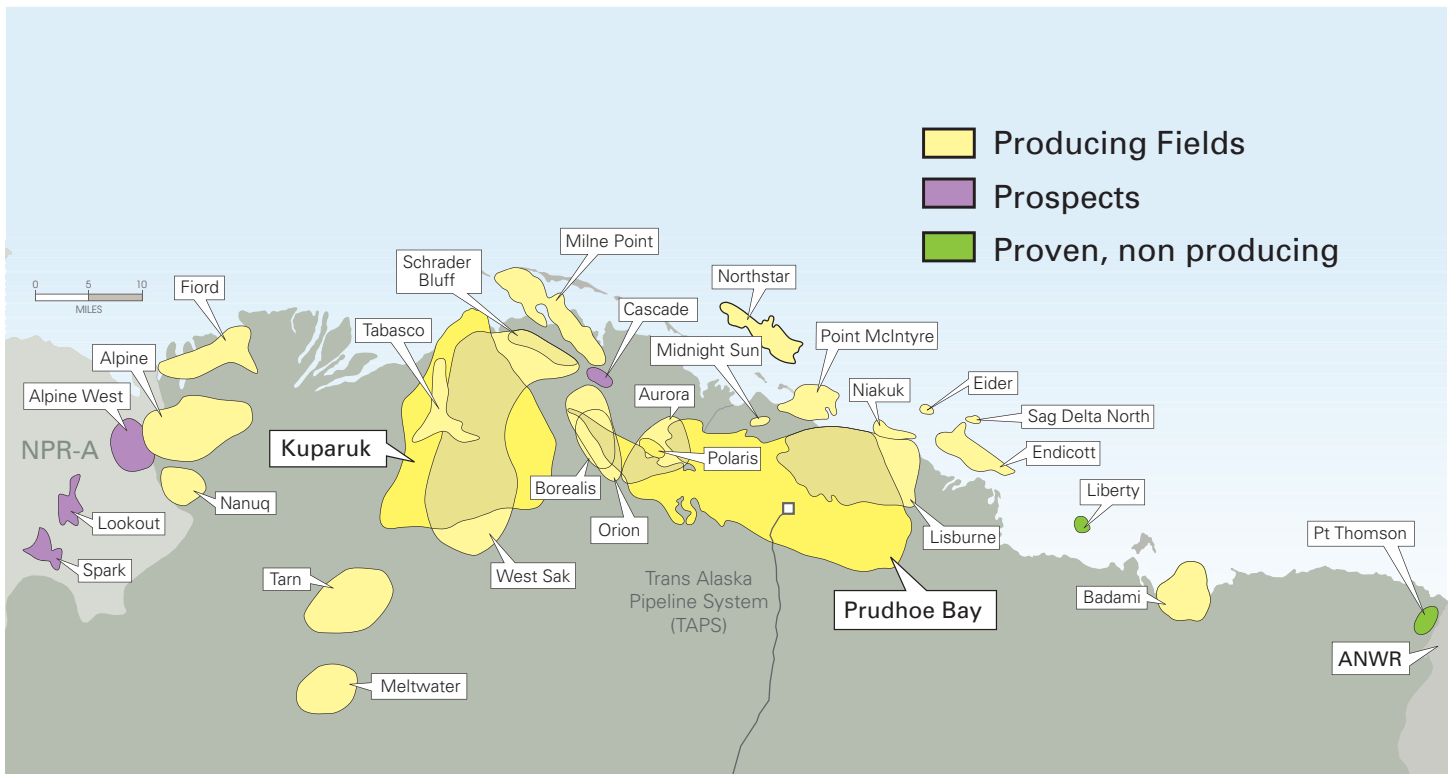 Producing Fields
Prospects
Proven, non producing
0 5 10
MILES
Fiord
Schrader
Bluff
Milne Point
Northstar
Cascade
Tabasco
Midnight Sun
Point McIntyre
Alpine
Alpine West
Aurora
Niakuk
Eider
Sag Delta North
NPR-A
Kuparuk
Polaris
Endicott
Borealis
Nanuq
Liberty
Lookout
Orion
Lisburne
Pt Thomson
Spark
Tarn
West Sak
Trans Alaska
Pipeline System
(TAPS)
Prudhoe Bay
Badami
ANWR
Meltwater